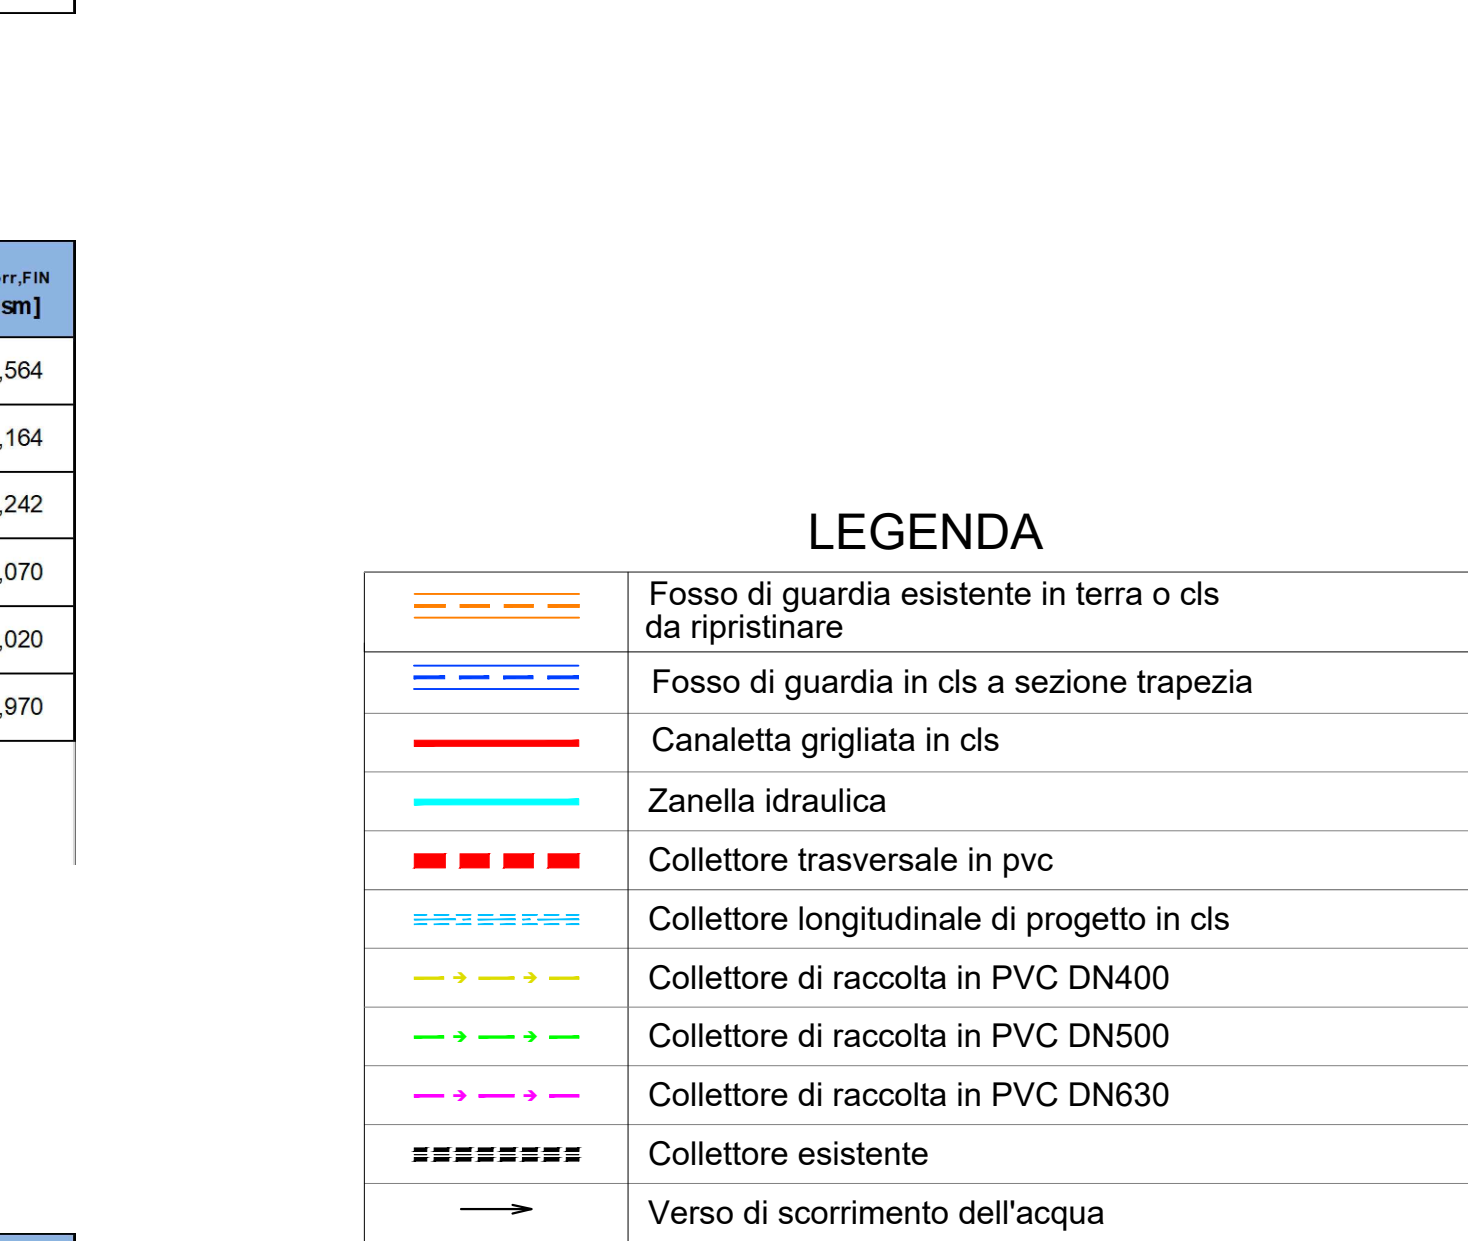 rr,FIN
sm]
,564
,164
,242
,070
,020
,970
LEGENDA
Fosso di guardia esistente in terra o cls
da ripristinare
Fosso di guardia in cls a sezione trapezia
Canaletta grigliata in cls
Zanella idraulica
Collettore trasversale in pvc
Collettore longitudinale di progetto in cls
Collettore di raccolta in PVC DN400
Collettore di raccolta in PVC DN500
Collettore di raccolta in PVC DN630
Collettore esistente
Verso di scorrimento dell'acqua